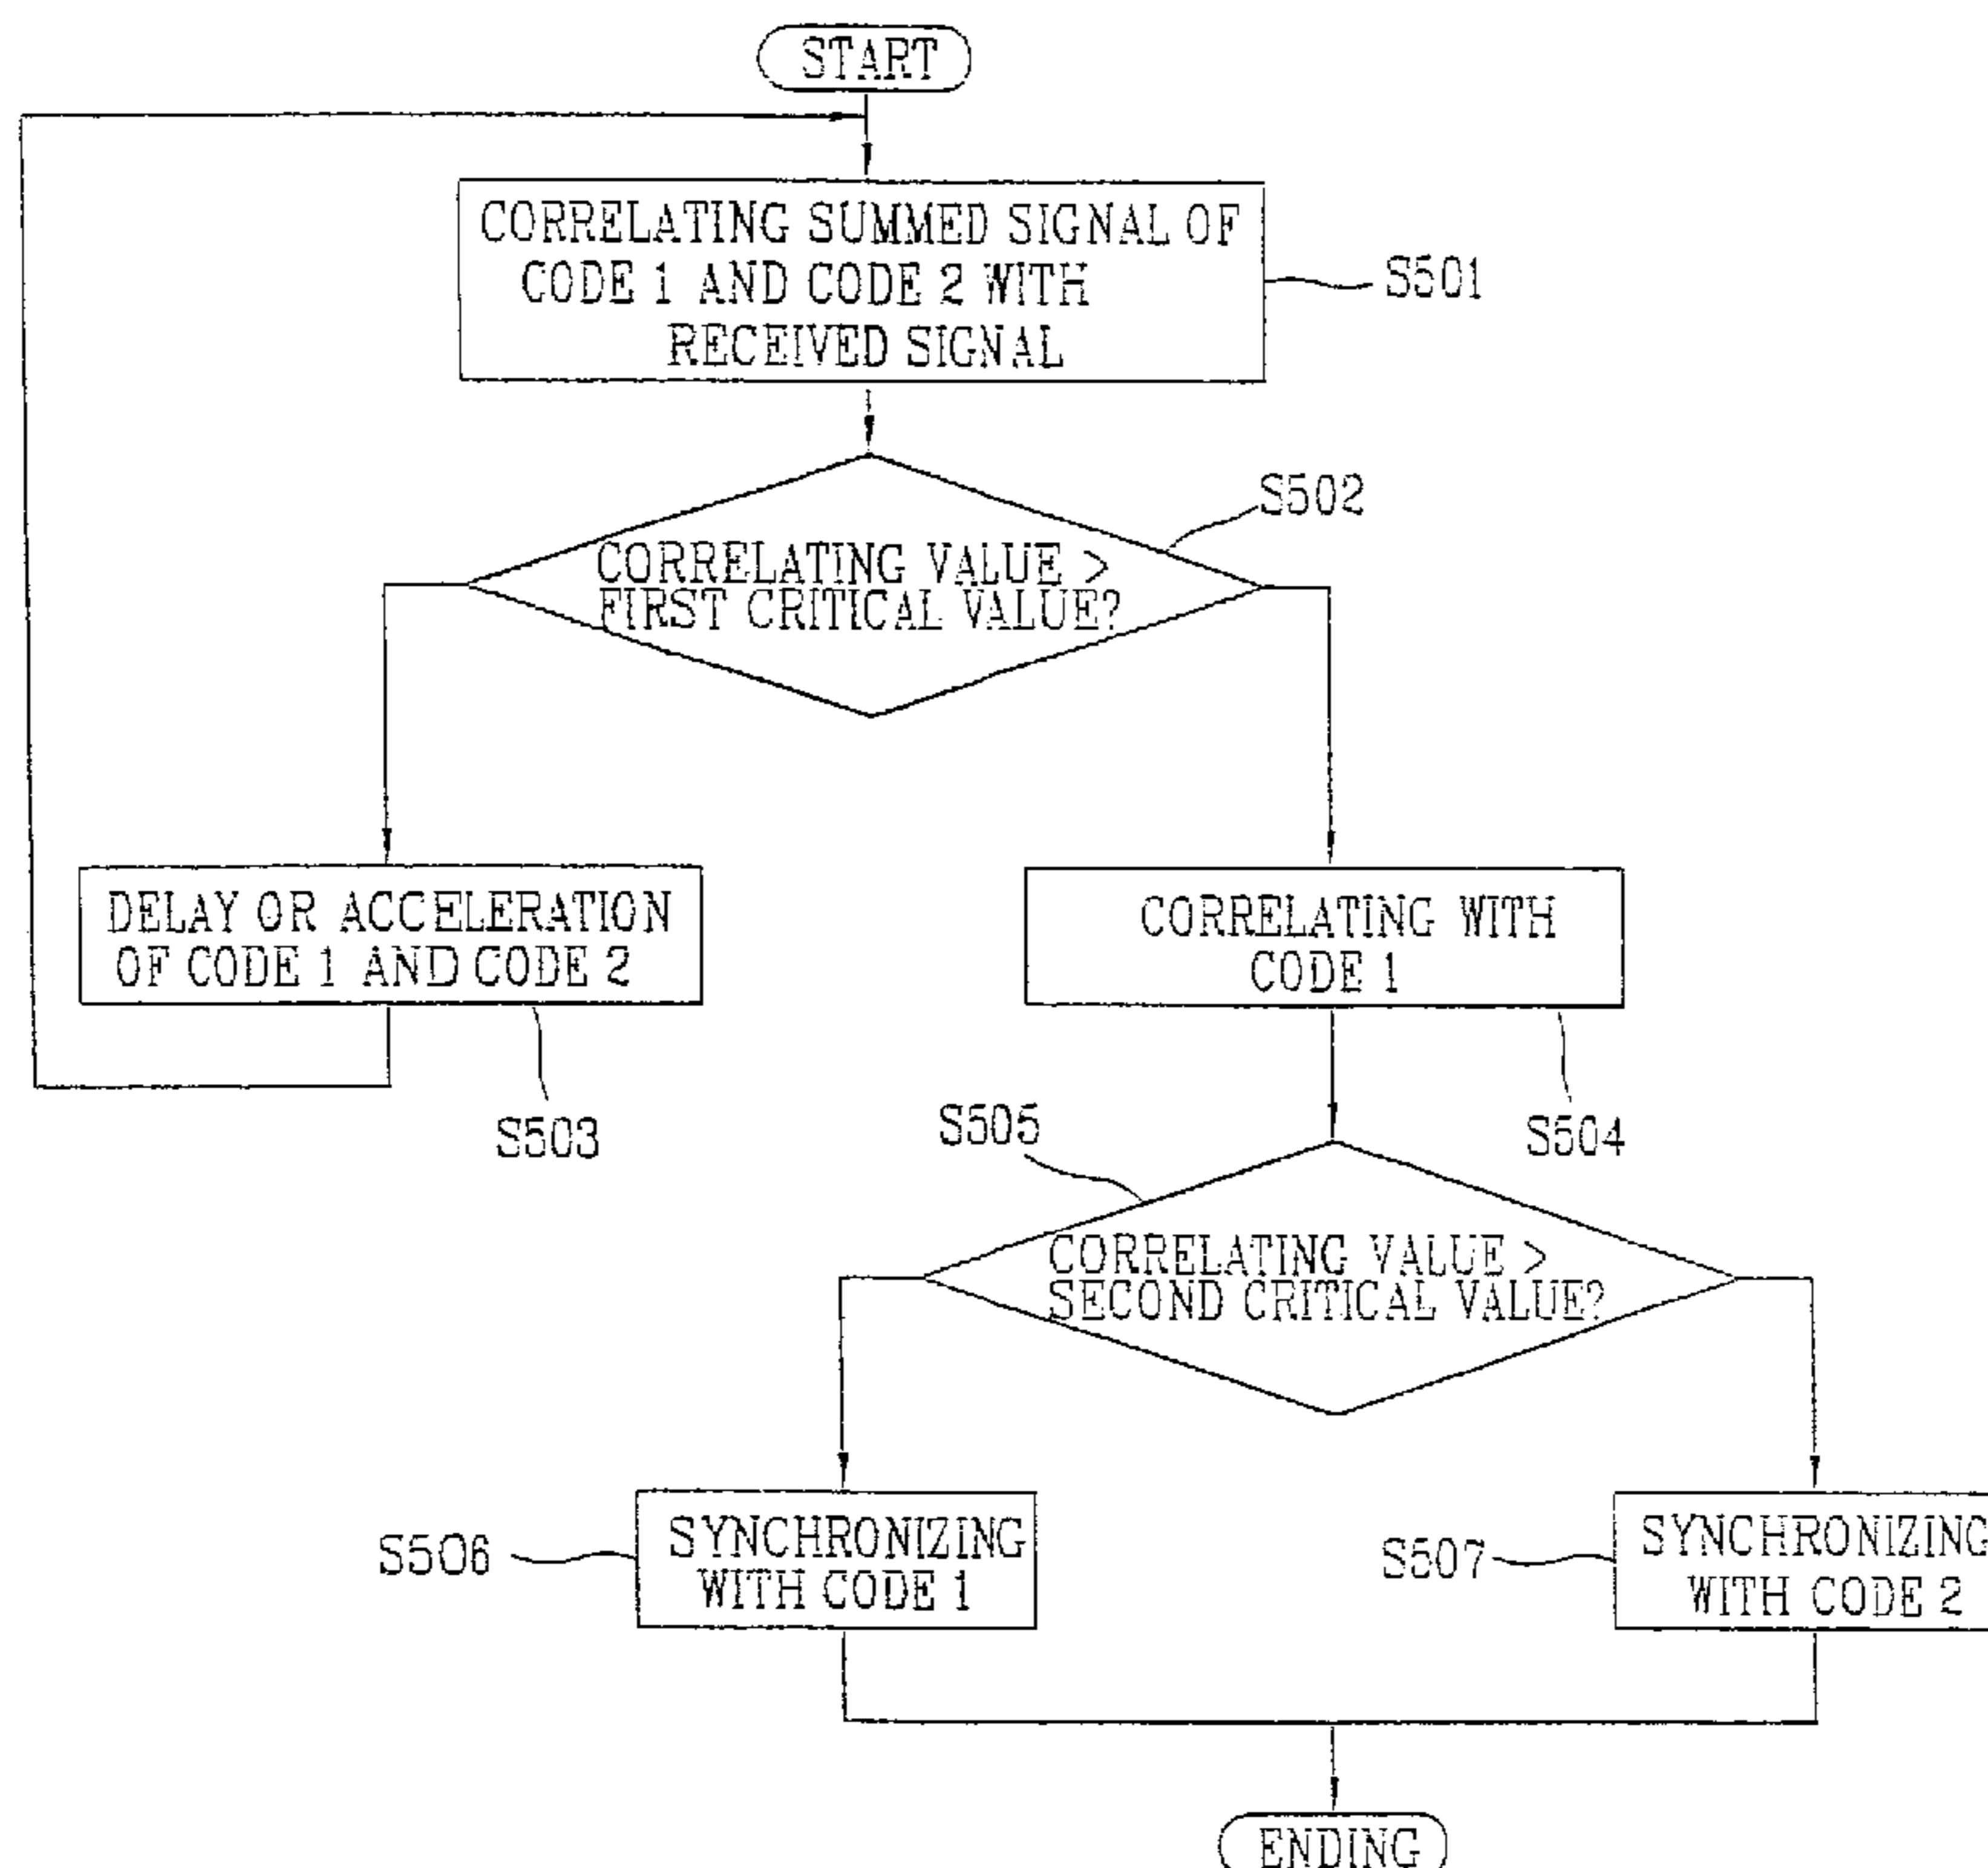 START
CORRELATING SUMMED SIGNAL OF
CODE 1 AND CODE 2 WITH
RECEIVED SIGNAL
S501
S502
CORRELATING VALUE >
FIRST CRITICAL VALUE?
DELAY OR ACCELERATION
OF CODE 1 AND CODE 2
S503
CORRELATING WITH
CODE 1
S504
S505
CORRELATING VALUE >
SECOND CRITICAL VALUE?
S506
SYNCHRONIZING
WITH CODE 1
S507
SYNCHRONIZING
WITH CODE 2
ENDING